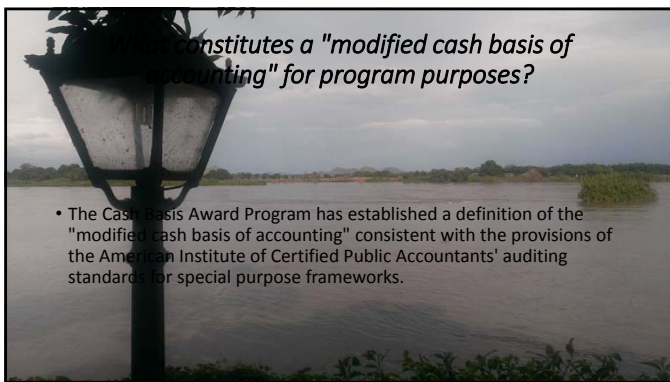 What constitutes a "modified cash basis of
accounting" for program purposes?
• The Cash Basis Award Program has established a definition of the
"modified cash basis of accounting" consistent with the provisions of
the American Institute of Certified Public Accountants' auditing
standards for special purpose frameworks.